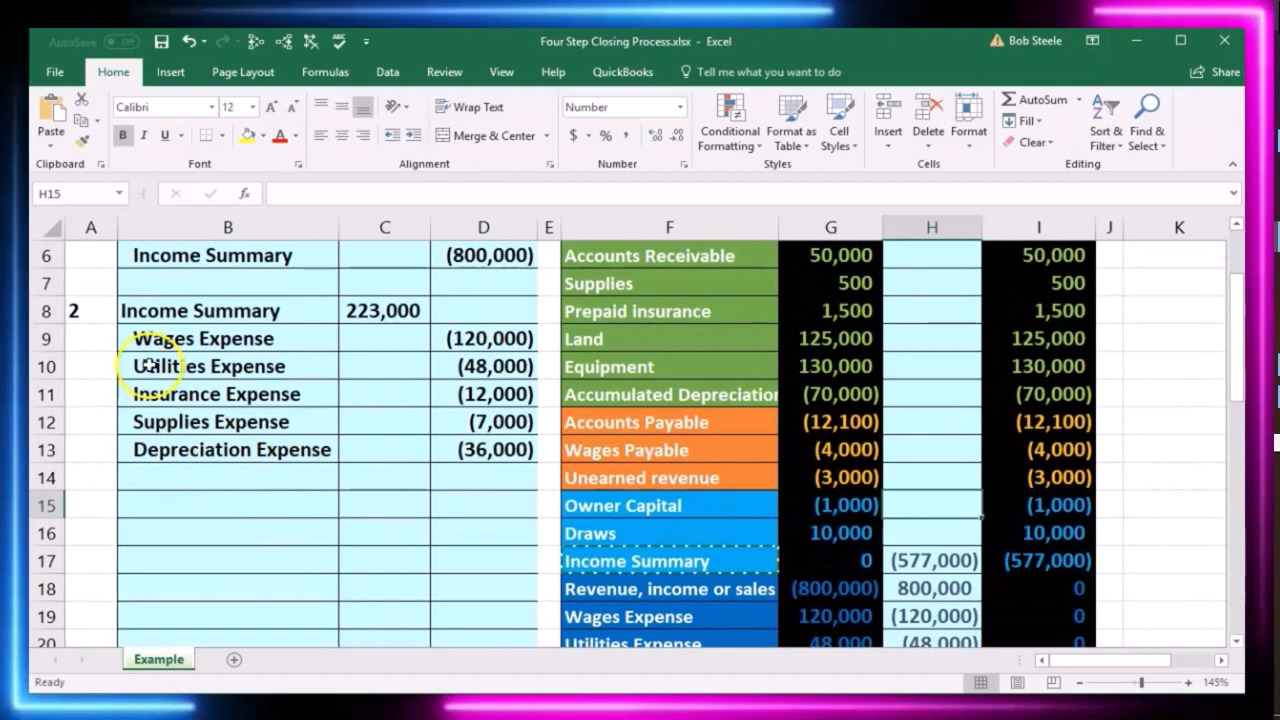 AutoSave Off Four Step Closing Process.xlsx - Excel Bob Steele
File Home Insert Page Layout Formulas Data Review View Help QuickBooks Tell me what you want to do Share
Calibri 12 Wrap Text Number AutoSum
Paste Merge & Center Conditional Formatting Format as Table Cell Styles Insert Delete Format Fill Clear Sort & Filter Find & Select
Clipboard Font Alignment Number Styles Cells Editing
H15
A B C D E F G H I J K
6 Income Summary (800,000) Accounts Receivable 50,000 50,000
7 Supplies 500 500
8 2 Income Summary 223,000 Prepaid insurance 1,500 1,500
9 Wages Expense (120,000) Land 125,000 125,000
10 Utilities Expense (48,000) Equipment 130,000 130,000
11 Insurance Expense (12,000) Accumulated Depreciation (70,000) (70,000)
12 Supplies Expense (7,000) Accounts Payable (12,100) (12,100)
13 Depreciation Expense (36,000) Wages Payable (4,000) (4,000)
14 Unearned revenue (3,000) (3,000)
15 Owner Capital (1,000) (1,000)
16 Draws 10,000 10,000
17 Income Summary 0 (577,000) (577,000)
18 Revenue, income or sales (800,000) 800,000 0
19 Wages Expense 120,000 (120,000) 0
20 Utilities Expense 48,000 (48,000) 0
Example
Ready 145%